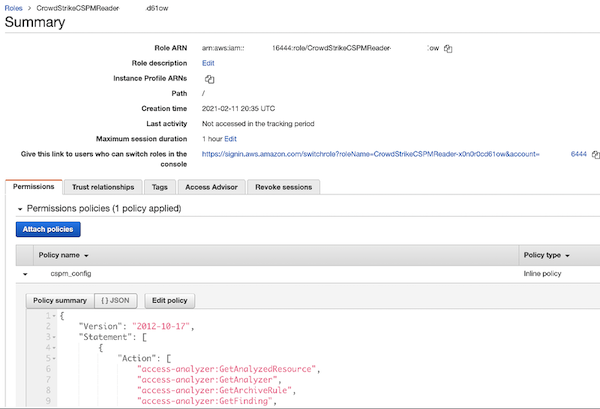 Roles > CrowdStrikeCSPMReader- d61ow
Summary
Role ARN arn:aws:iam:: 16444:role/CrowdStrikeCSPMReader- :ow
Role description Edit
Instance Profile ARNs
Path /
Creation time 2021-02-11 20:35 UTC
Last activity Not accessed in the tracking period
Maximum session duration 1 hour Edit
Give this link to users who can switch roles in the console https://signin.aws.amazon.com/switchrole?roleName=CrowdStrikeCSPMReader-x0n0r0cd61ow&account= 6444
Permissions Trust relationships Tags Access Advisor Revoke sessions
Permissions policies (1 policy applied)
Attach policies
Policy name Policy type
cspm_config Inline policy
Policy summary { } JSON Edit policy
1 {
2 "Version": "2012-10-17",
3 "Statement": [
4 {
5 "Action": [
6 "access-analyzer:GetAnalyzedResource",
7 "access-analyzer:GetAnalyzer",
8 "access-analyzer:GetArchiveRule",
9 "access-analyzer:GetFinding",